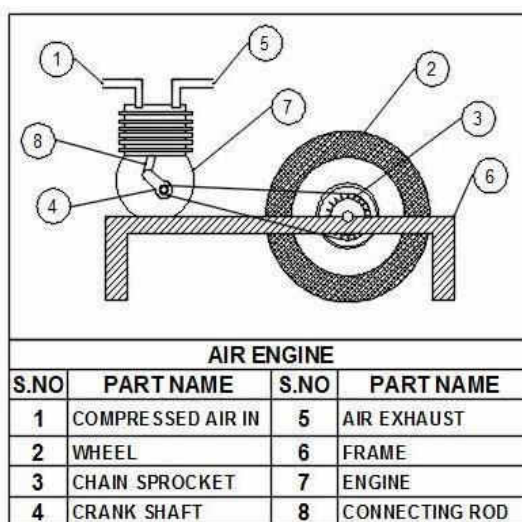 1
5
2
7
3
8
4
6
AIR ENGINE
S.NO PART NAME S.NO PART NAME
1 COMPRESSED AIR IN 5 AIR EXHAUST
2 WHEEL 6 FRAME
3 CHAIN SPROCKET 7 ENGINE
4 CRANK SHAFT 8 CONNECTING ROD